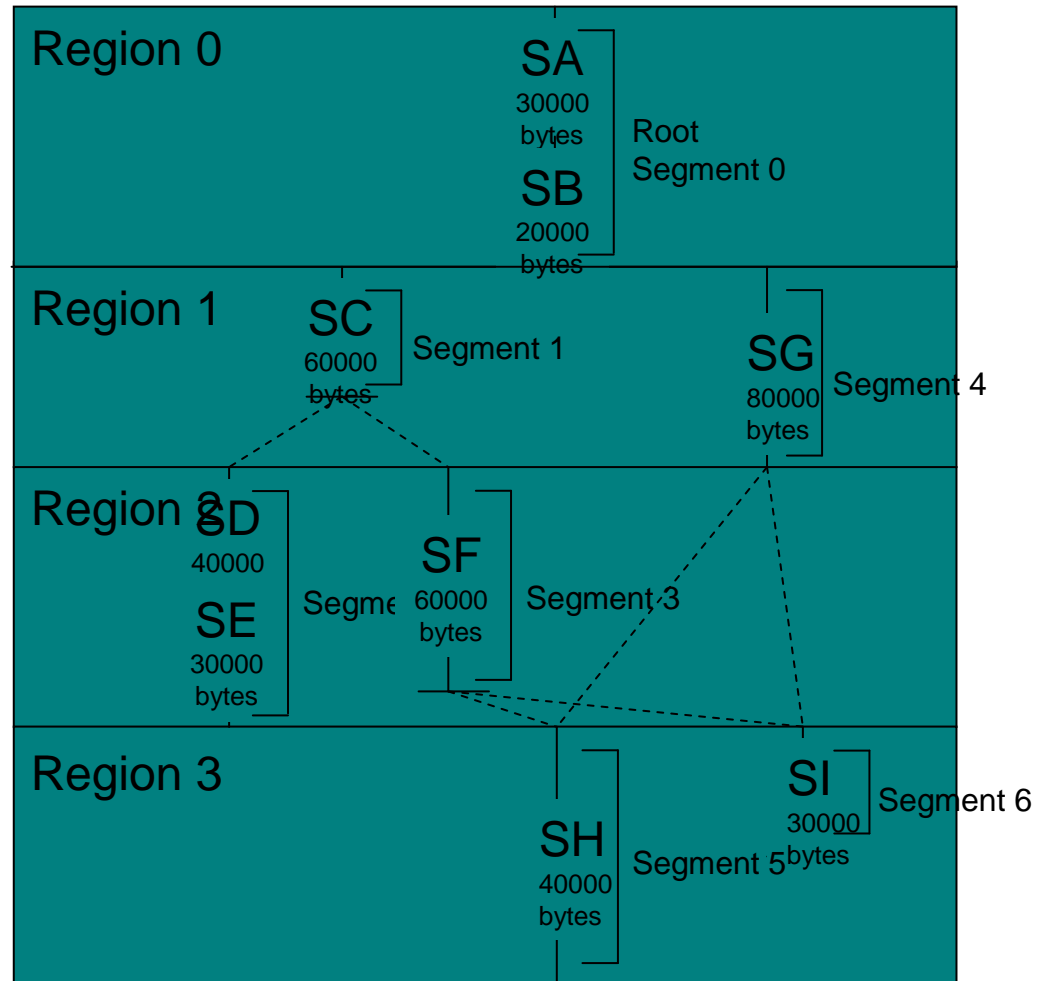 Region 0
SA
30000
bytes
Root
Segment 0
SB
20000
bytes
Region 1
SC
60000
bytes
Segment 1
SG
80000
bytes
Segment 4
Region 2
SD
40000
SE
30000
bytes
SF
60000
bytes
Segment 3
Region 3
SH
40000
bytes
Segment 5
SI
30000
bytes
Segment 6